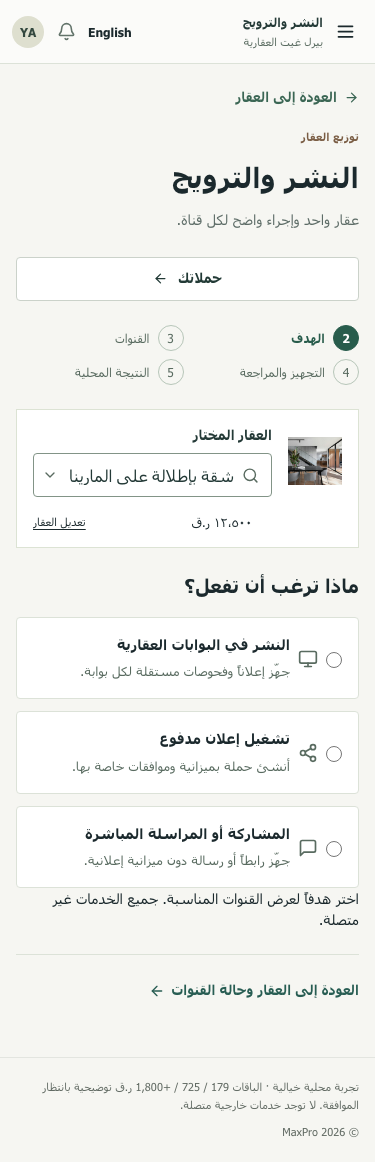 النشر والترويج
بيرل غيت العقارية
English
YA
العودة إلى العقار
توزيع العقار
النشر والترويج
عقار واحد وإجراء واضح لكل قناة.
حملاتك
2 الهدف
3 القنوات
4 التجهيز والمراجعة
5 النتيجة المحلية
العقار المختار
شقة بإطلالة على المارينا
١٢،٥٠٠ ر.ق
تعديل العقار
ماذا ترغب أن تفعل؟
النشر في البوابات العقارية
جهّز إعلاناً وفحوصات مستقلة لكل بوابة.
تشغيل إعلان مدفوع
أنشئ حملة بميزانية وموافقات خاصة بها.
المشاركة أو المراسلة المباشرة
جهّز رابطاً أو رسالة دون ميزانية إعلانية.
اختر هدفاً لعرض القنوات المناسبة. جميع الخدمات غير
متصلة.
العودة إلى العقار وحالة القنوات
تجربة محلية خيالية · الباقات 179 / 725 / +1,800 ر.ق توضيحية بانتظار
الموافقة. لا توجد خدمات خارجية متصلة.
© 2026 MaxPro